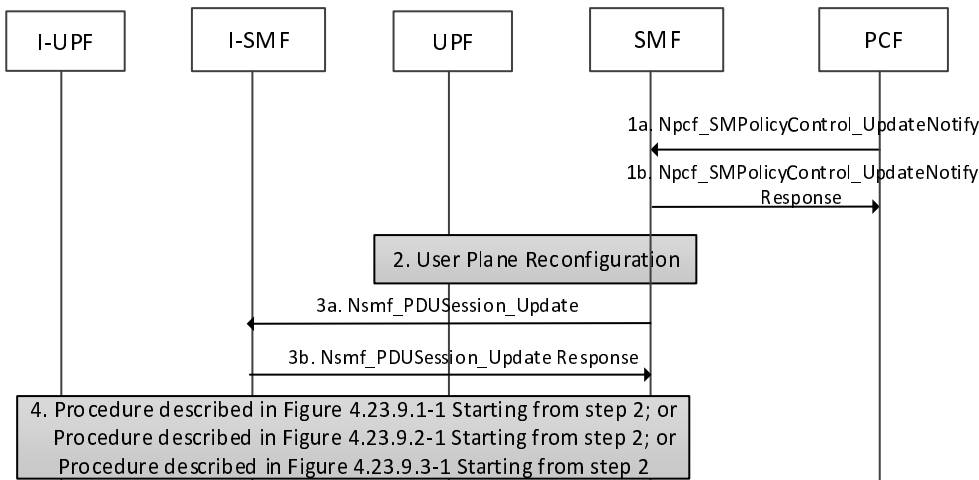 I-UPF
I-SMF
UPF
SMF
PCF
1a. Npcf_SMPolicyControl_UpdateNotify
1b. Npcf_SMPolicyControl_UpdateNotify
Response
2. User Plane Reconfiguration
3a. Nsmf_PDUSession_Update
3b. Nsmf_PDUSession_Update Response
4. Procedure described in Figure 4.23.9.1-1 Starting from step 2; or
Procedure described in Figure 4.23.9.2-1 Starting from step 2; or
Procedure described in Figure 4.23.9.3-1 Starting from step 2